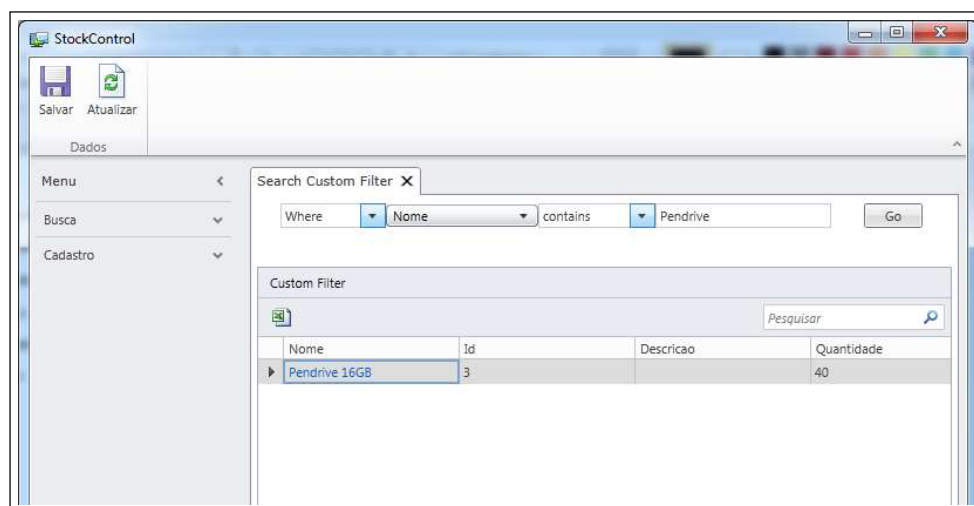 StockControl
Salvar Atualizar
Dados
Menu
Busca
Cadastro
Search Custom Filter X
Where Nome contains Pendrive Go
Custom Filter
Pesquisar
Nome Id Descricao Quantidade
Pendrive 16GB 3 40